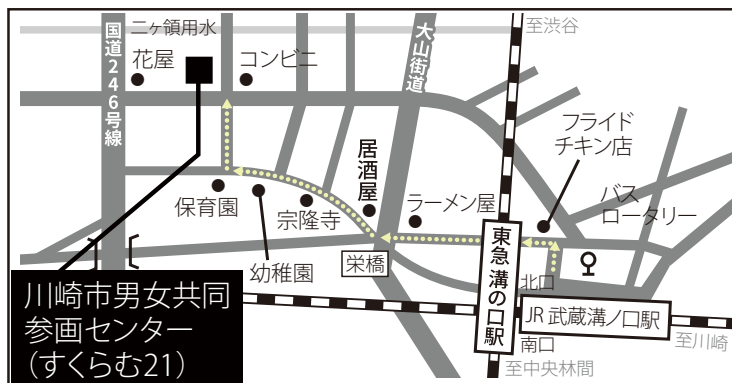 二ヶ領用水
至渋谷
国道246号線
花屋
コンビニ
大山街道
フライド
チキン店
居酒屋
ラーメン屋
バス
ロータリー
保育園
宗隆寺
幼稚園
栄橋
東急 溝の口駅
北口
川崎市男女共同
参画センター
(すくらむ21)
JR 武蔵溝ノ口駅
南口
至川崎
至中央林間